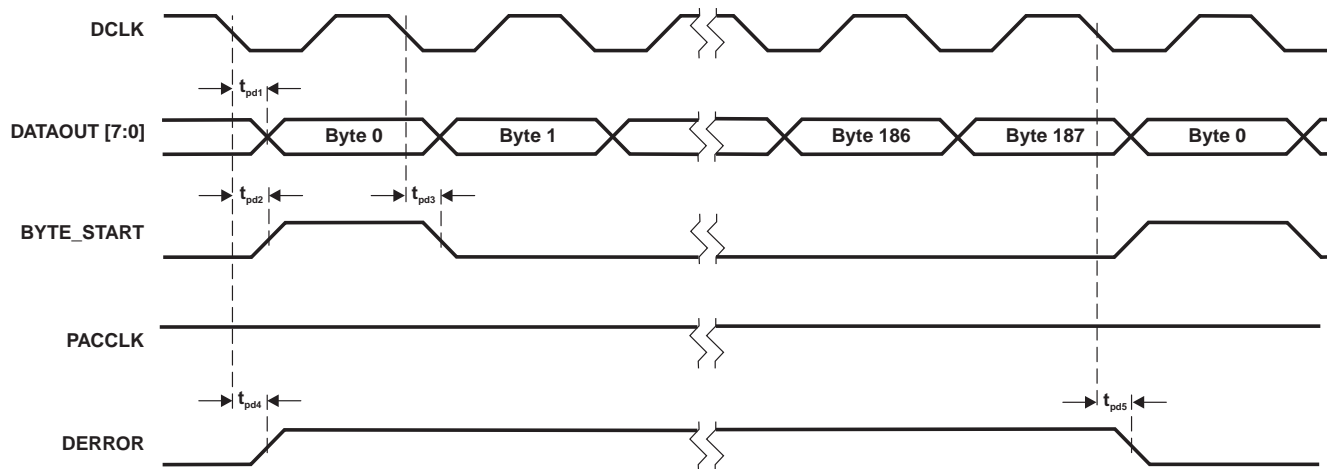 DCLK
tpd1
DATAOUT [7:0]
Byte 0
Byte 1
Byte 186
Byte 187
Byte 0
tpd2
tpd3
BYTE_START
PACCLK
tpd4
tpd5
DERROR